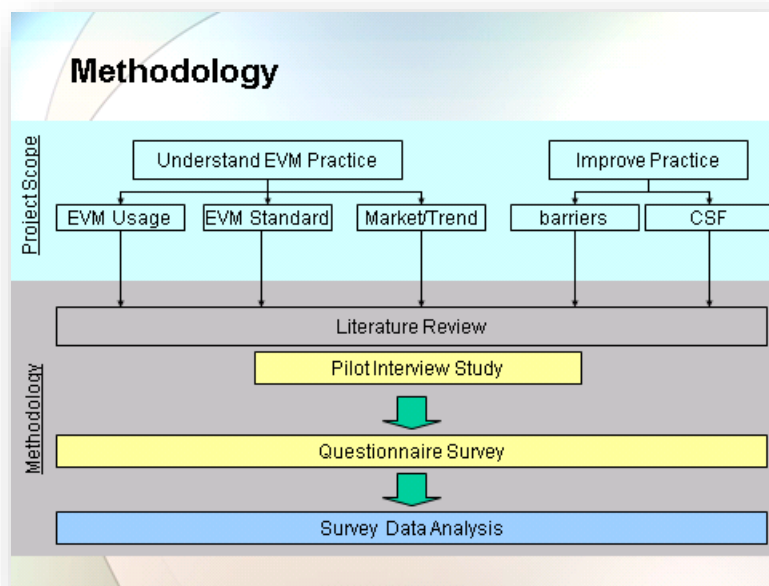 Methodology
Project Scope
Understand EVM Practice
Improve Practice
EVM Usage
EVM Standard
Market/Trend
barriers
CSF
Methodology
Literature Review
Pilot Interview Study
Questionnaire Survey
Survey Data Analysis